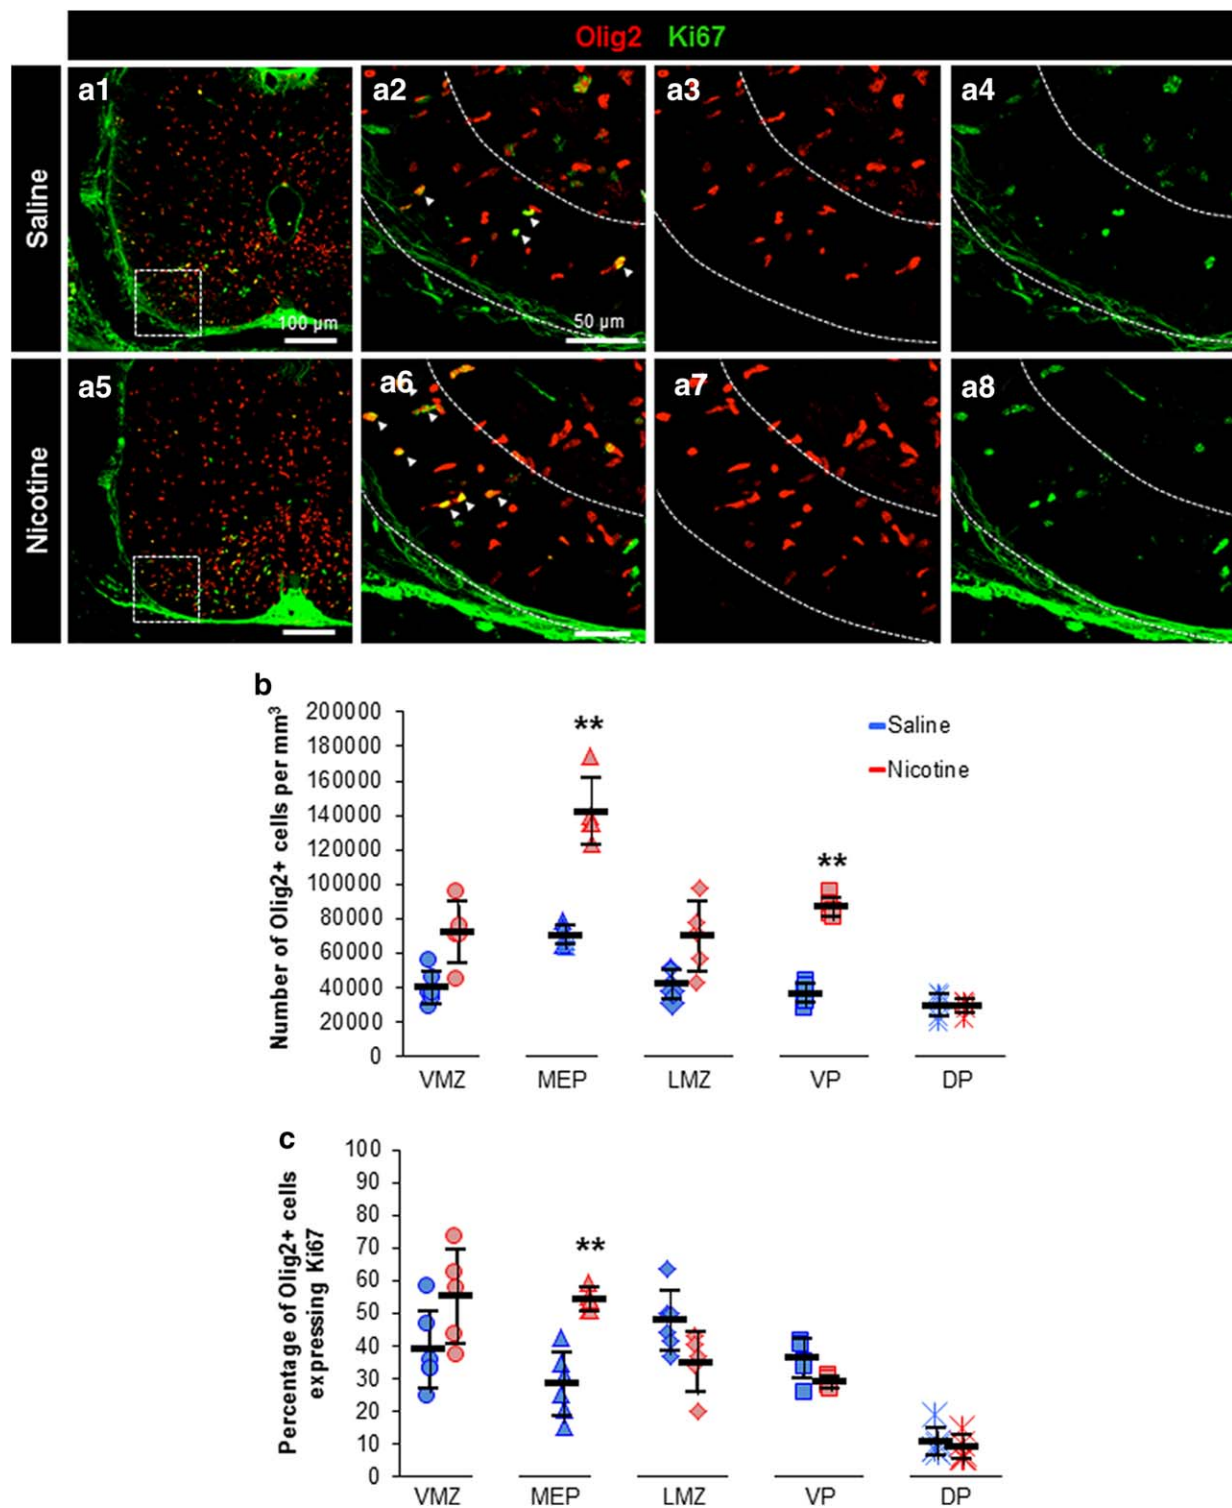 Olig2 Ki67
Saline
a1
100 µm
a2
50 µm
a3
a4
Nicotine
a5
a6
a7
a8
b
Number of Olig2+ cells per mm³
200000
180000
160000
140000
120000
100000
80000
60000
40000
20000
0
**
**
Saline
Nicotine
VMZ MEP LMZ VP DP
c
Percentage of Olig2+ cells
expressing Ki67
100
90
80
70
60
50
40
30
20
10
0
**
VMZ MEP LMZ VP DP